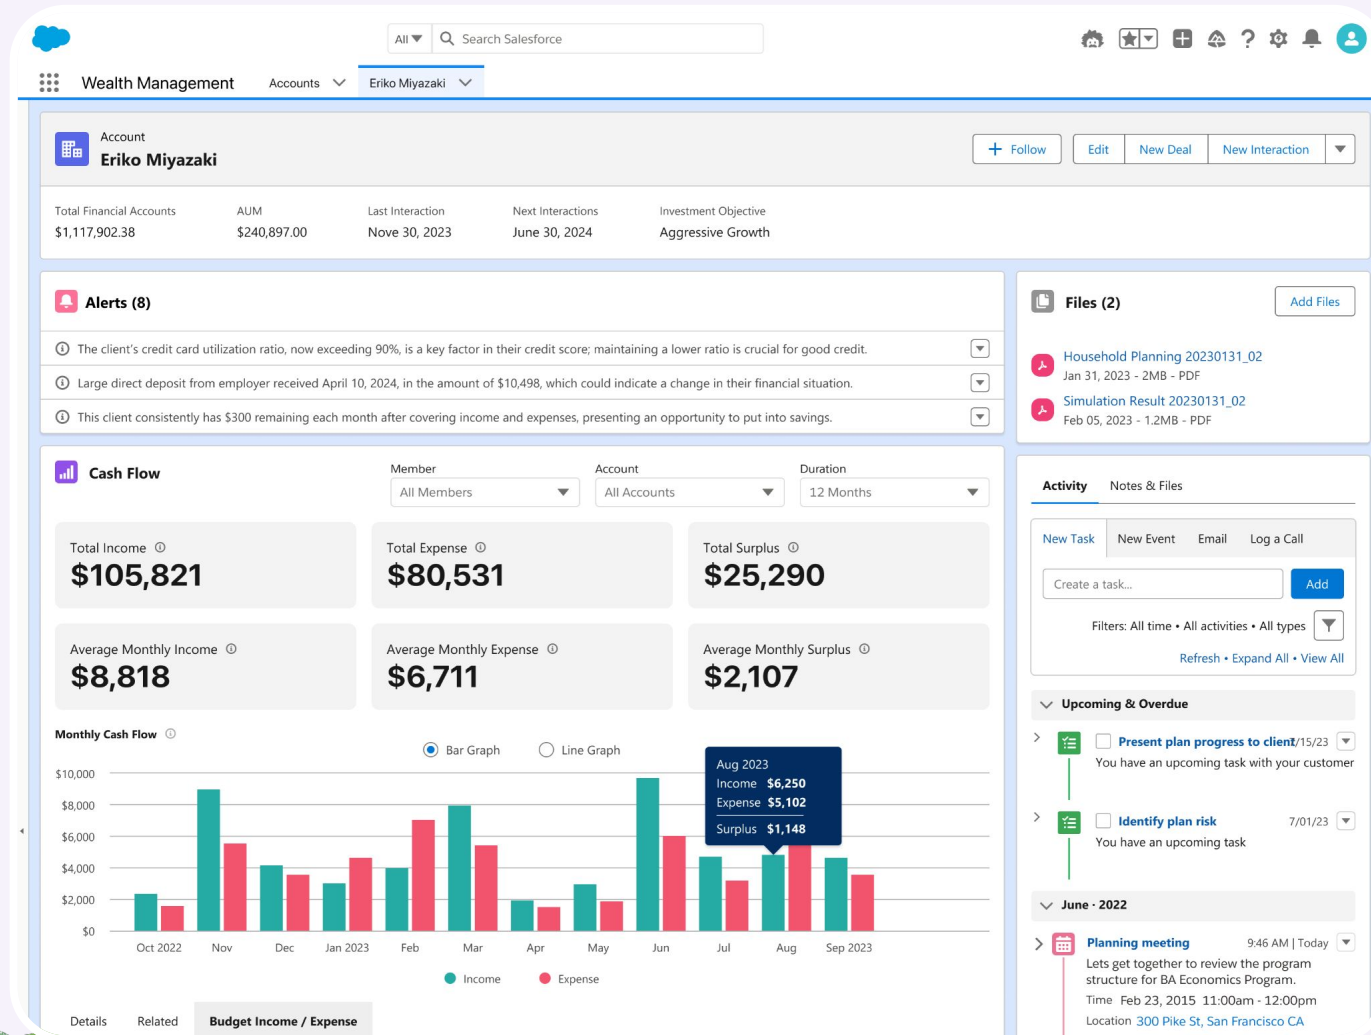 All
Search Salesforce
Wealth Management
Accounts
Eriko Miyazaki
Account
Eriko Miyazaki
Follow
Edit
New Deal
New Interaction
Total Financial Accounts
$1,117,902.38
AUM
$240,897.00
Last Interaction
Nove 30, 2023
Next Interactions
June 30, 2024
Investment Objective
Aggressive Growth
Alerts (8)
The client's credit card utilization ratio, now exceeding 90%, is a key factor in their credit score; maintaining a lower ratio is crucial for good credit.
Large direct deposit from employer received April 10, 2024, in the amount of $10,498, which could indicate a change in their financial situation.
This client consistently has $300 remaining each month after covering income and expenses, presenting an opportunity to put into savings.
Files (2)
Add Files
Household Planning 20230131_02
Jan 31, 2023 - 2MB - PDF
Simulation Result 20230131_02
Feb 05, 2023 - 1.2MB - PDF
Cash Flow
Member
All Members
Account
All Accounts
Duration
12 Months
Total Income
$105,821
Total Expense
$80,531
Total Surplus
$25,290
Average Monthly Income
$8,818
Average Monthly Expense
$6,711
Average Monthly Surplus
$2,107
Monthly Cash Flow
Bar Graph
Line Graph
$10,000
$8,000
$6,000
$4,000
$2,000
$0
Aug 2023
Income $6,250
Expense $5,102
Surplus $1,148
Oct 2022
Nov
Dec
Jan 2023
Feb
Mar
Apr
May
Jun
Jul
Aug
Sep 2023
Income
Expense
Details
Related
Budget Income / Expense
Activity
Notes & Files
New Task
New Event
Email
Log a Call
Create a task...
Add
Filters: All time • All activities • All types
Refresh • Expand All • View All
Upcoming & Overdue
Present plan progress to client
/15/23
You have an upcoming task with your customer
Identify plan risk
7/01/23
You have an upcoming task
June · 2022
Planning meeting
9:46 AM | Today
Lets get together to review the program
structure for BA Economics Program.
Time Feb 23, 2015 11:00am - 12:00pm
Location 300 Pike St, San Francisco CA